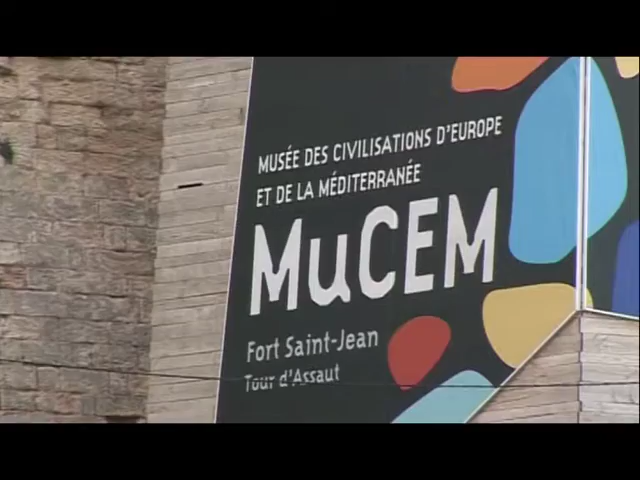 MUSÉE DES CIVILISATIONS D'EUROPE
ET DE LA MÉDITERRANÉE
MuCEM
Fort Saint-Jean
Tour d'Assaut